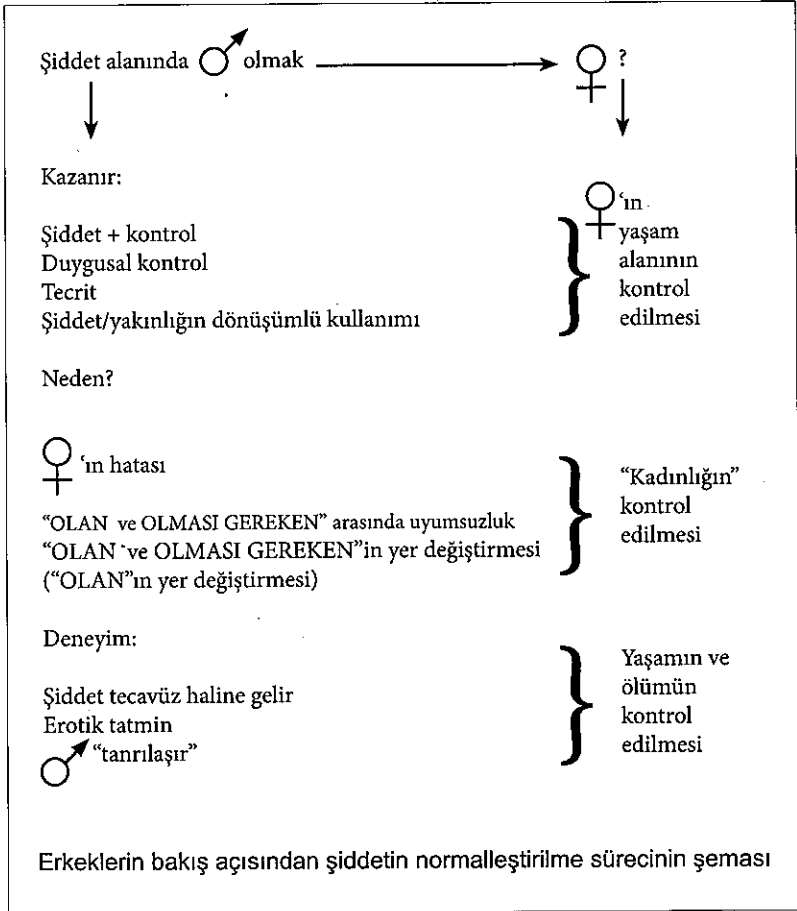 Şiddet alanında ♂ olmak → ♀ ?
Kazanır:
Şiddet + kontrol
Duygusal kontrol
Tecrit
Şiddet/yakınlığın dönüşümlü kullanımı
♀‘ın
yaşam
alanının
kontrol
edilmesi
Neden?
♀ ‘ın hatası
“OLAN ve OLMASI GEREKEN” arasında uyumsuzluk
“OLAN ve OLMASI GEREKEN”in yer değiştirmesi
(“OLAN”ın yer değiştirmesi)
“Kadınlığın”
kontrol
edilmesi
Deneyim:
Şiddet tecavüz haline gelir
Erotik tatmin
♂ “tanrılaşır”
Yaşamın ve
ölümün
kontrol
edilmesi
Erkeklerin bakış açısından şiddetin normalleştirilme sürecinin şeması